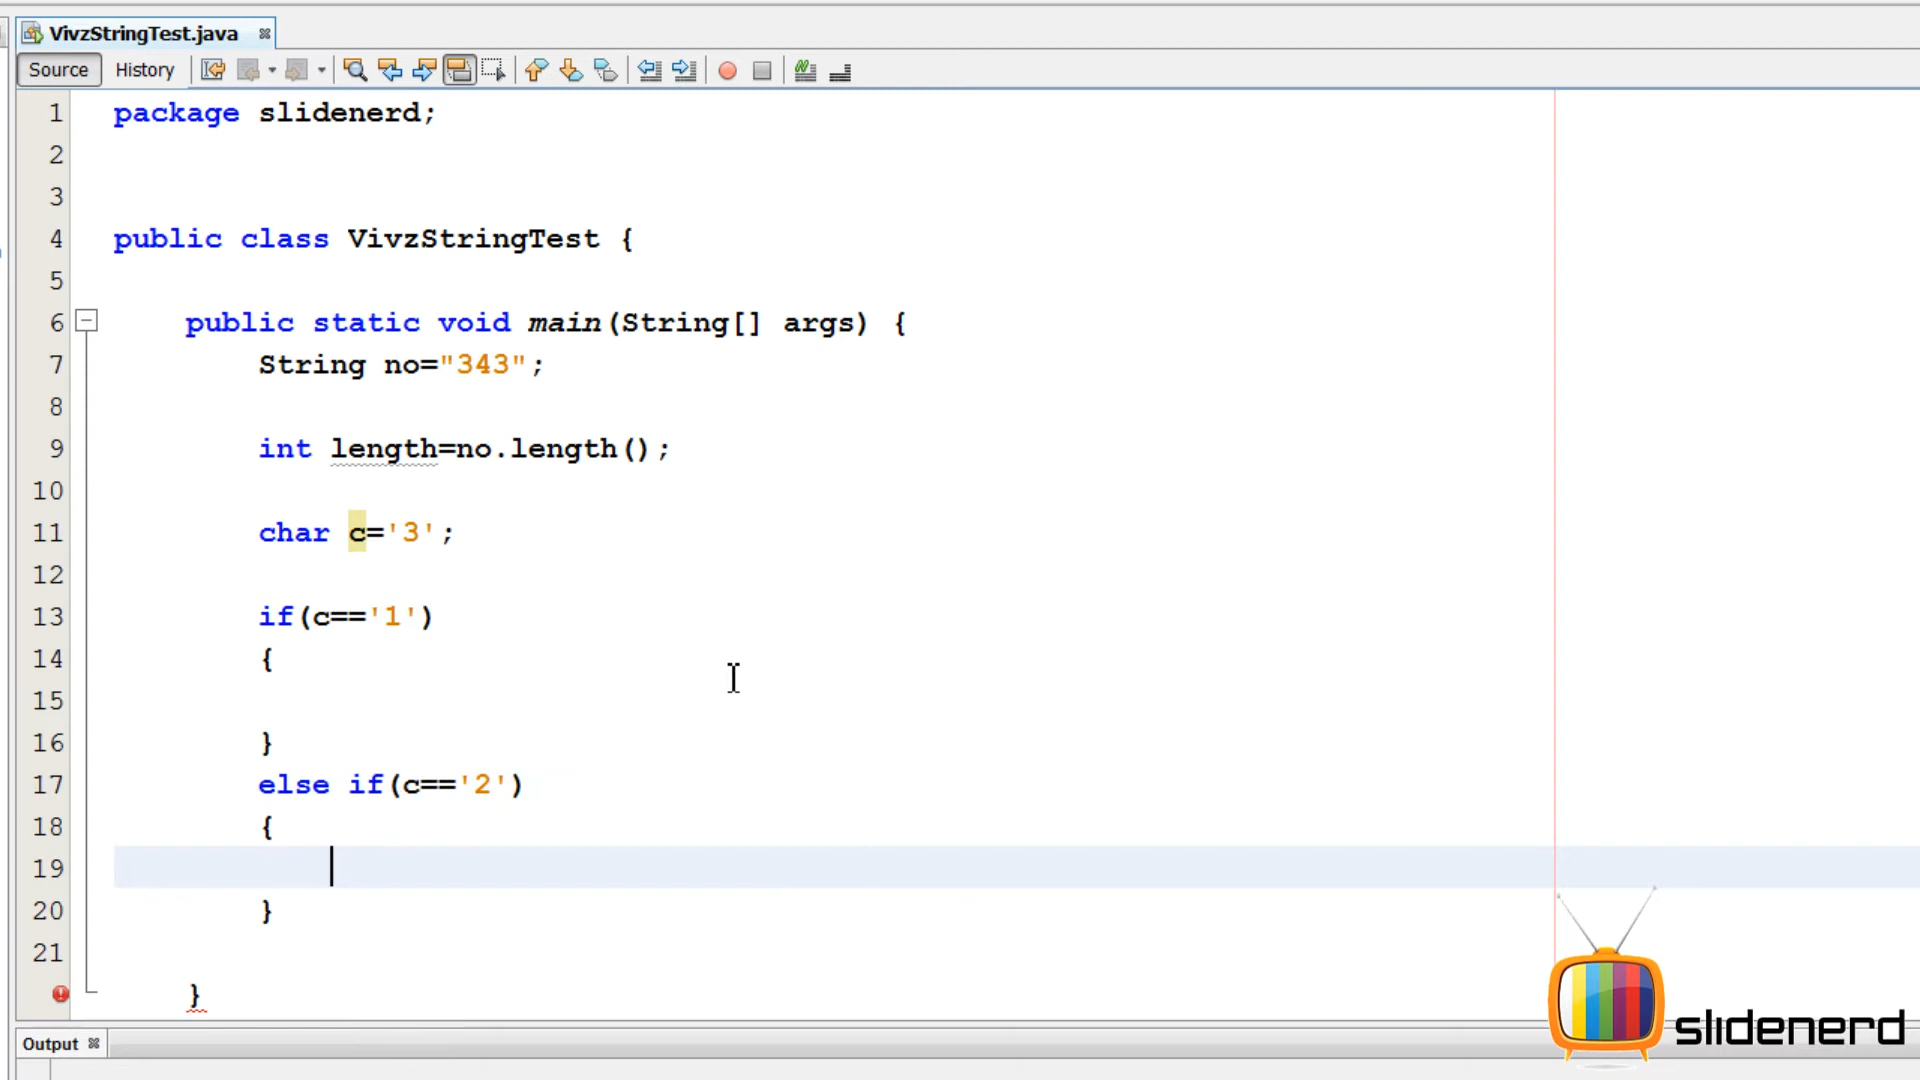 VivzStringTest.java
Source History
1 package slidenerd;
2
3
4 public class VivzStringTest {
5
6 public static void main(String[] args) {
7 String no="343";
8
9 int length=no.length();
10
11 char c='3';
12
13 if(c=='1')
14 {
15
16 }
17 else if(c=='2')
18 {
19
20 }
21
}
slidenerd
Output